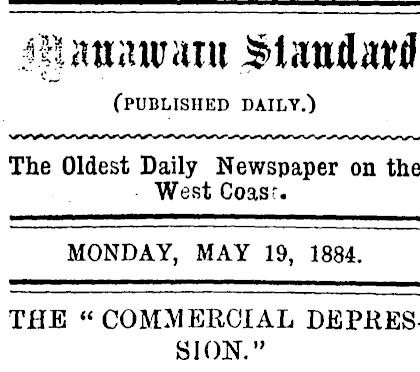 Manawatu Standard
(PUBLISHED DAILY.)
The Oldest Daily Newspaper on the
West Coast.
MONDAY, MAY 19, 1884.
THE “COMMERCIAL DEPRES-
SION.”